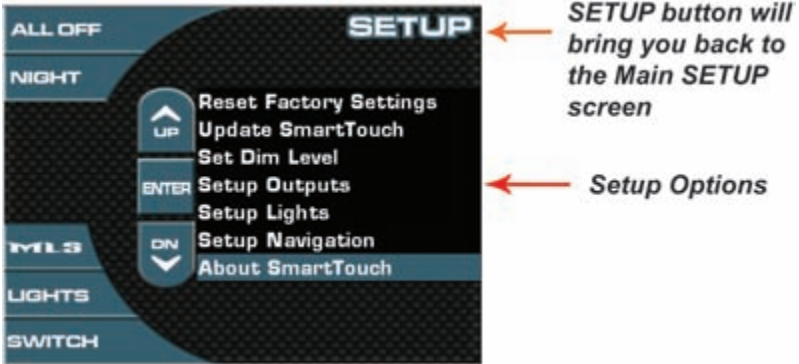 ALL OFF
NIGHT
SETUP
UP
ENTER
DN
Reset Factory Settings
Update SmartTouch
Set Dim Level
Setup Outputs
Setup Lights
Setup Navigation
About SmartTouch
MLS
LIGHTS
SWITCH
SETUP button will
bring you back to
the Main SETUP
screen
Setup Options